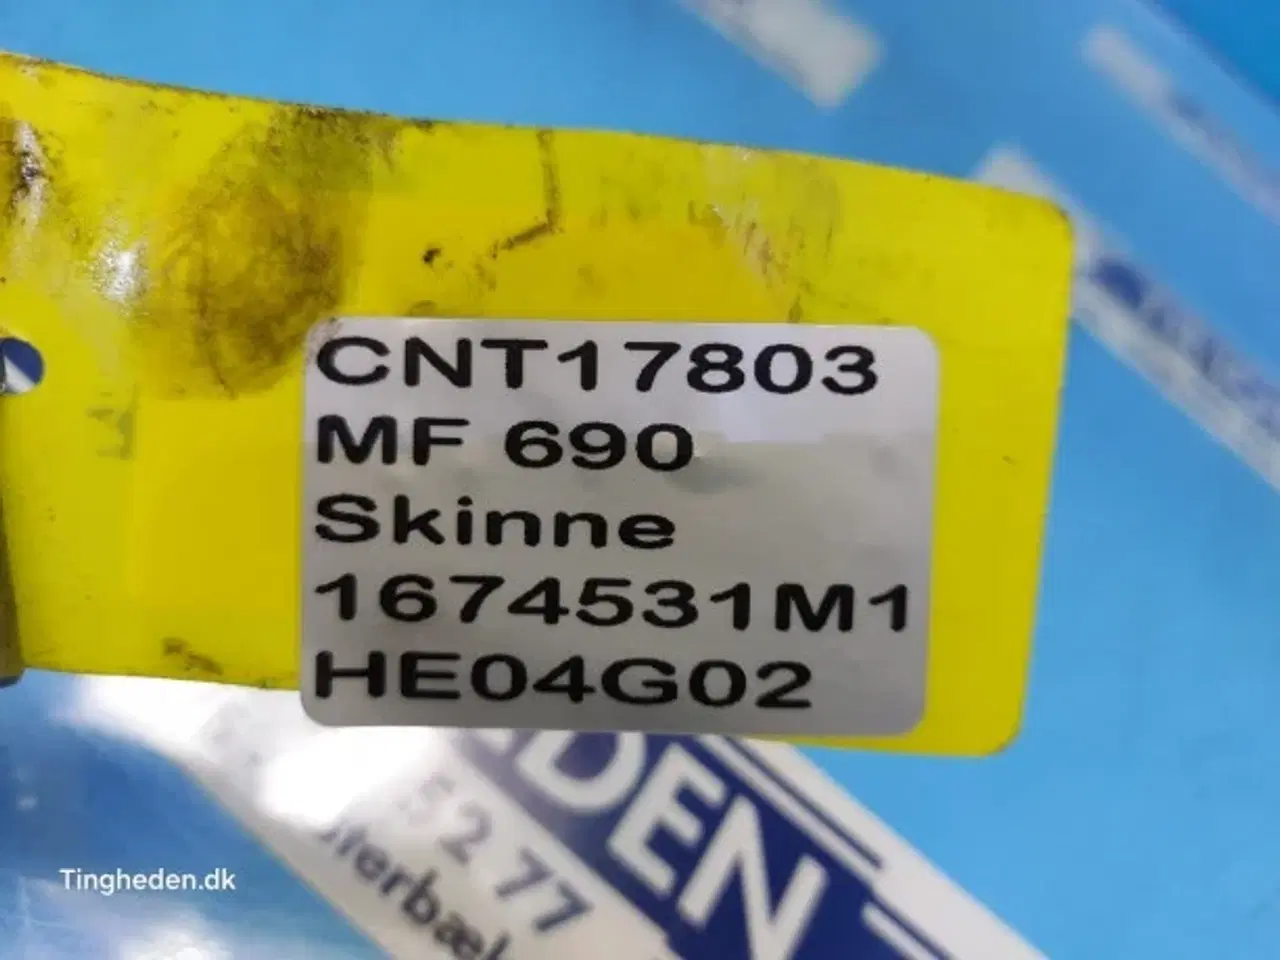 CNT17803
MF 690
Skinne
1674531M1
HE04G02
DEN
52 77
Tingheden.dk